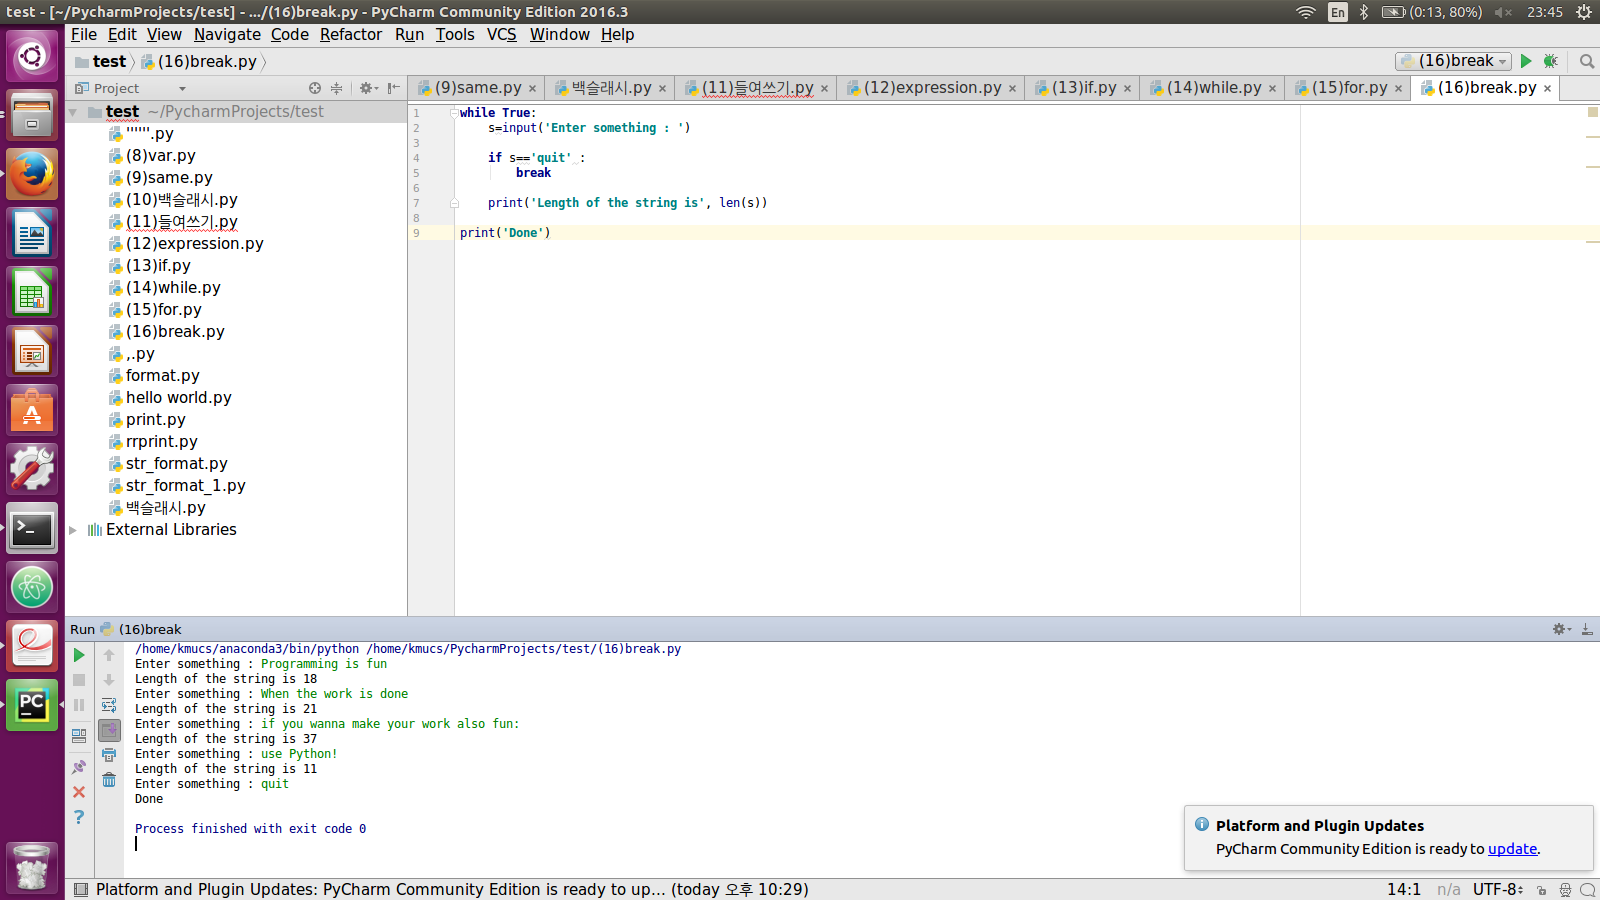 test - [~/PycharmProjects/test] - .../(16)break.py - PyCharm Community Edition 2016.3
En (0:13, 80%) 23:45
File Edit View Navigate Code Refactor Run Tools VCS Window Help
test (16)break.py
(16)break
Project
(9)same.py 백슬래시.py (11)들여쓰기.py (12)expression.py (13)if.py (14)while.py (15)for.py (16)break.py
test ~/PycharmProjects/test
""".py
(8)var.py
(9)same.py
(10)백슬래시.py
(11)들여쓰기.py
(12)expression.py
(13)if.py
(14)while.py
(15)for.py
(16)break.py
,.py
format.py
hello world.py
print.py
rrprint.py
str_format.py
str_format_1.py
백슬래시.py
External Libraries
1 while True:
2 s=input('Enter something : ')
3
4 if s=='quit' :
5 break
6
7 print('Length of the string is', len(s))
8
9 print('Done')
Run (16)break
/home/kmucs/anaconda3/bin/python /home/kmucs/PycharmProjects/test/(16)break.py
Enter something : Programming is fun
Length of the string is 18
Enter something : When the work is done
Length of the string is 21
Enter something : if you wanna make your work also fun:
Length of the string is 37
Enter something : use Python!
Length of the string is 11
Enter something : quit
Done
Process finished with exit code 0
Platform and Plugin Updates
PyCharm Community Edition is ready to update.
Platform and Plugin Updates: PyCharm Community Edition is ready to up... (today 오후 10:29)
14:1 n/a UTF-8
PC